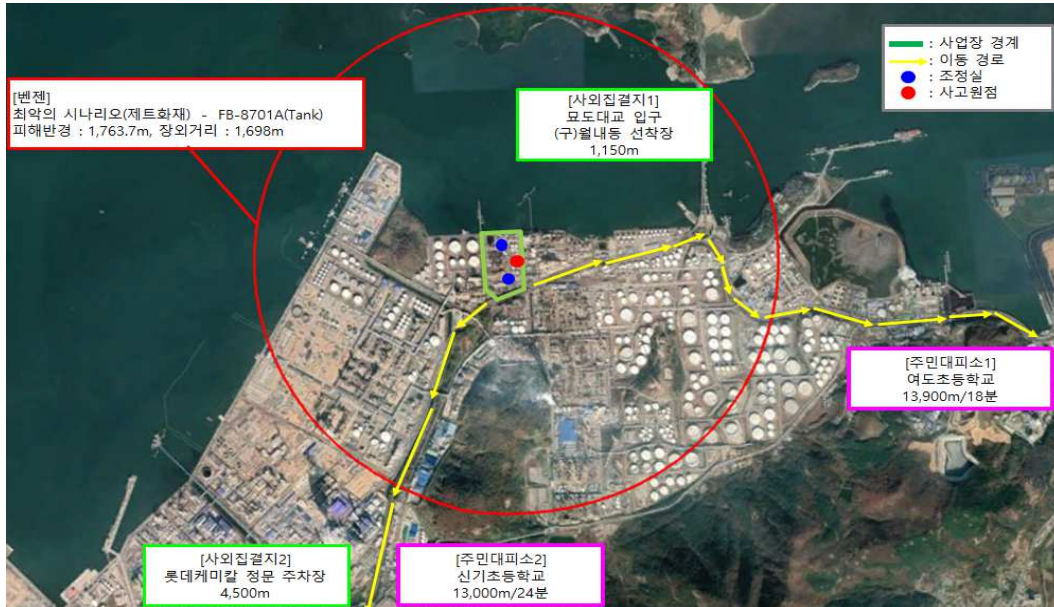 [벤젠]
최악의 시나리오(제트화재) - FB-8701A(Tank)
피해반경 : 1,763.7m, 장외거리 : 1,698m
[사외집결지1]
묘도대교 입구
(구)월내동 선착장
1,150m
: 사업장 경계
: 이동 경로
: 조정실
: 사고원점
[주민대피소1]
여도초등학교
13,900m/18분
[사외집결지2]
롯데케미칼 정문 주차장
4,500m
[주민대피소2]
신기초등학교
13,000m/24분